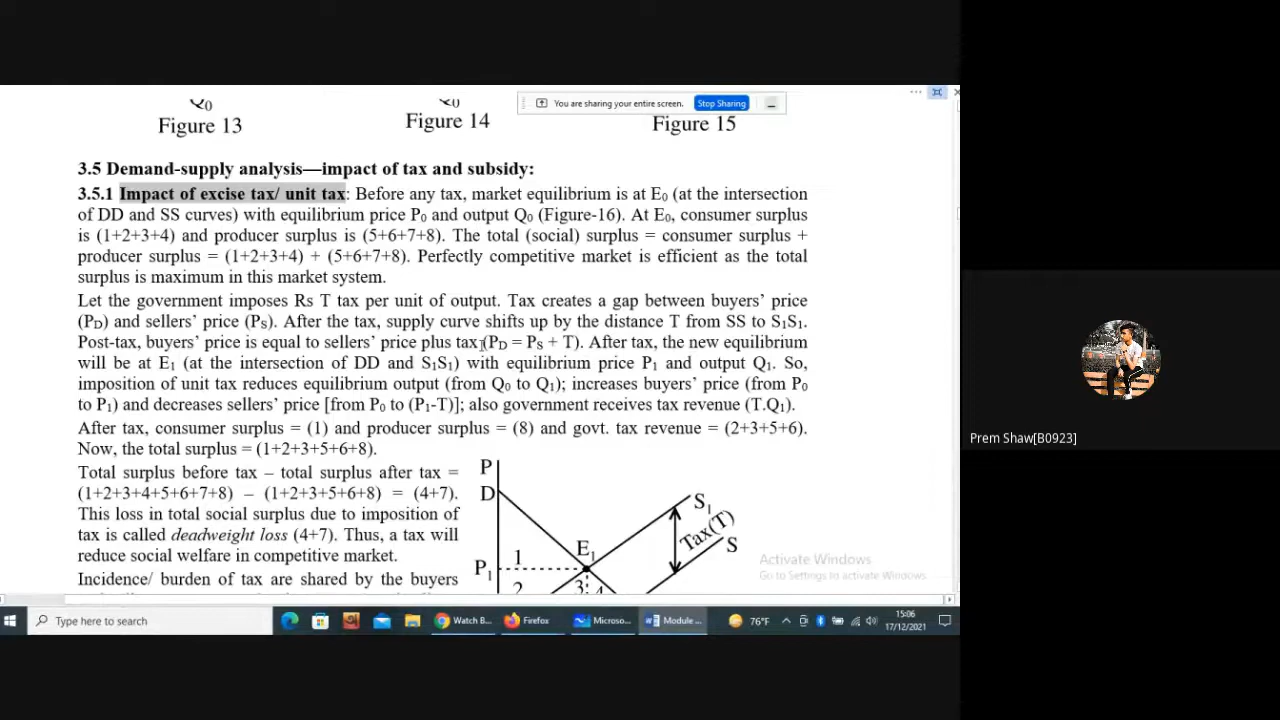 Q0
Q0
You are sharing your entire screen.
Stop Sharing
Figure 13
Figure 14
Figure 15
3.5 Demand-supply analysis—impact of tax and subsidy:
3.5.1 Impact of excise tax/ unit tax: Before any tax, market equilibrium is at E0 (at the intersection
of DD and SS curves) with equilibrium price P0 and output Q0 (Figure-16). At E0, consumer surplus
is (1+2+3+4) and producer surplus is (5+6+7+8). The total (social) surplus = consumer surplus +
producer surplus = (1+2+3+4) + (5+6+7+8). Perfectly competitive market is efficient as the total
surplus is maximum in this market system.
Let the government imposes Rs T tax per unit of output. Tax creates a gap between buyers' price
(PD) and sellers' price (PS). After the tax, supply curve shifts up by the distance T from SS to S1S1.
Post-tax, buyers' price is equal to sellers' price plus tax (PD = PS + T). After tax, the new equilibrium
will be at E1 (at the intersection of DD and S1S1) with equilibrium price P1 and output Q1. So,
imposition of unit tax reduces equilibrium output (from Q0 to Q1); increases buyers' price (from P0
to P1) and decreases sellers' price [from P0 to (P1-T)]; also government receives tax revenue (T.Q1).
After tax, consumer surplus = (1) and producer surplus = (8) and govt. tax revenue = (2+3+5+6).
Now, the total surplus = (1+2+3+5+6+8).
Total surplus before tax – total surplus after tax =
(1+2+3+4+5+6+7+8) – (1+2+3+5+6+8) = (4+7).
This loss in total social surplus due to imposition of
tax is called deadweight loss (4+7). Thus, a tax will
reduce social welfare in competitive market.
Incidence/ burden of tax are shared by the buyers
P
D
S1
Tax(T)
S
E1
P1
1
2
3
4
Activate Windows
Go to Settings to activate Windows.
Prem Shaw[B0923]
Type here to search
Watch B...
Firefox
Microso...
Module ...
76°F
15:06
17/12/2021